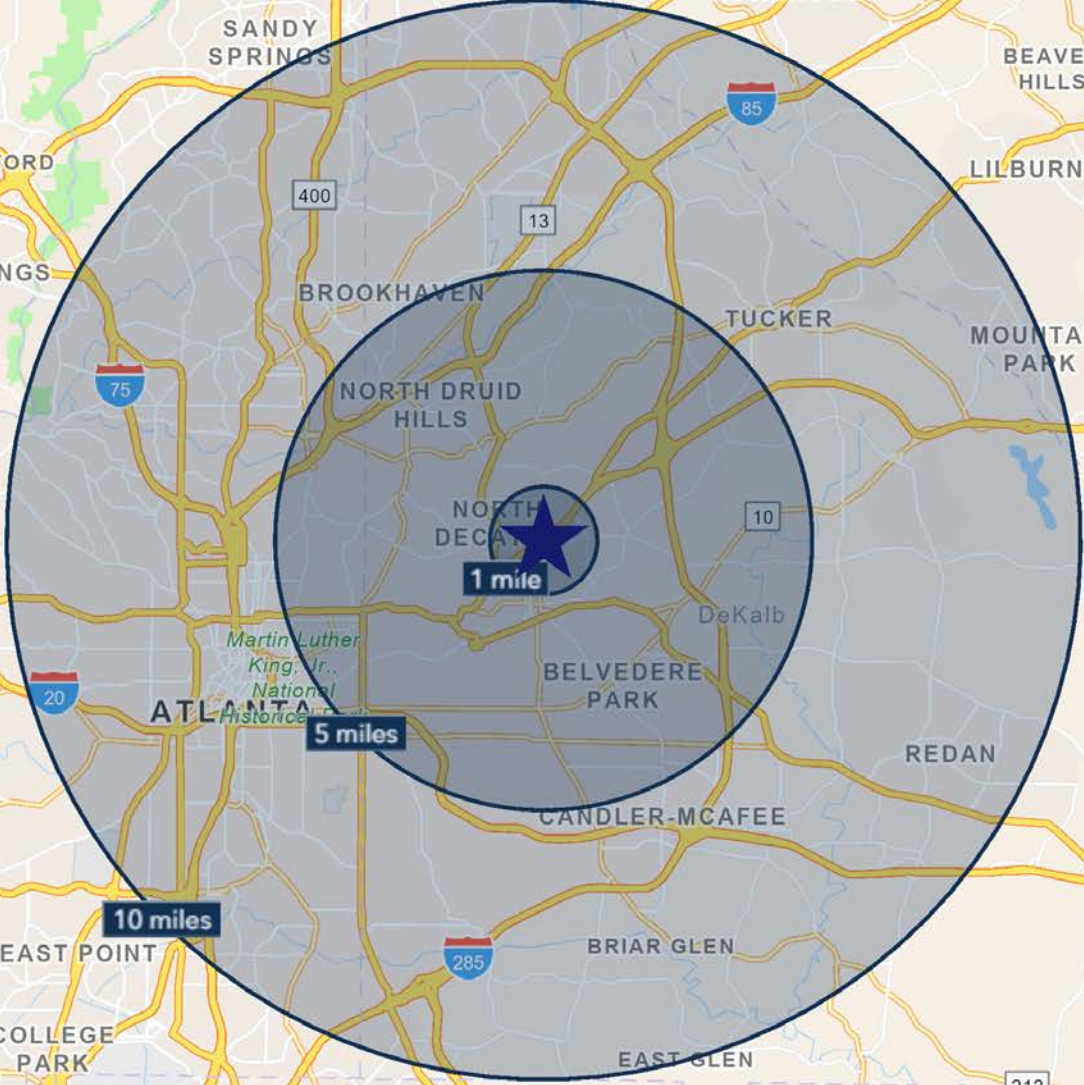 SANDY
SPRINGS
BEAVE
HILLS
85
ORD
LILBURN
400
13
NGS
BROOKHAVEN
TUCKER
MOUNTA
PARK
75
NORTH DRUID
HILLS
NORTH
DECAT
10
1 mile
DeKalb
Martin Luther
King, Jr.,
National
Historical Park
BELVEDERE
PARK
20
ATLANTA
5 miles
REDAN
CANDLER-MCAFEE
10 miles
EAST POINT
BRIAR GLEN
285
COLLEGE
PARK
EAST GLEN